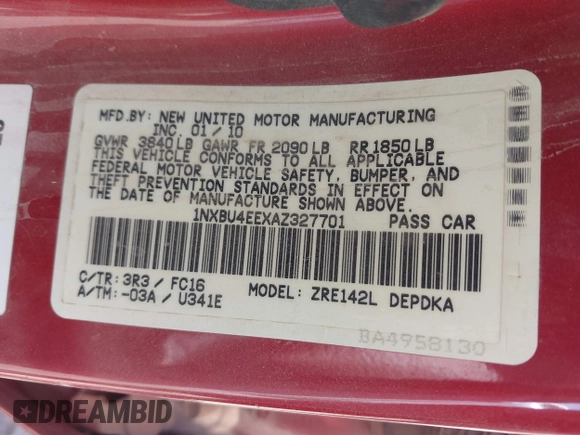 MFD.BY: NEW UNITED MOTOR MANUFACTURING
INC. 01/10
GVWR 3840LB GAWR FR 2090LB RR 1850LB
THIS VEHICLE CONFORMS TO ALL APPLICABLE
FEDERAL MOTOR VEHICLE SAFETY, BUMPER, AND
THEFT PREVENTION STANDARDS IN EFFECT ON
THE DATE OF MANUFACTURE SHOWN ABOVE.
1NXBU4EEXAZ327701 PASS CAR
C/TR: 3R3 / FC16
A/TM: -03A / U341E MODEL: ZRE142L DEPDKA
BA4958130
DREAMBID